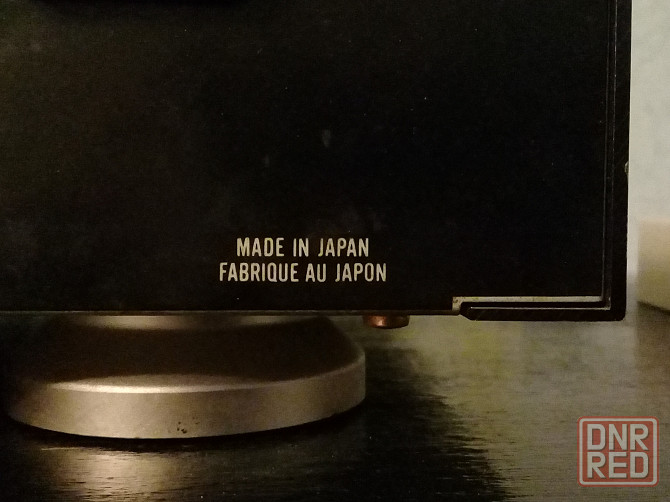 MADE IN JAPAN
FABRIQUE AU JAPON
DNR
RED